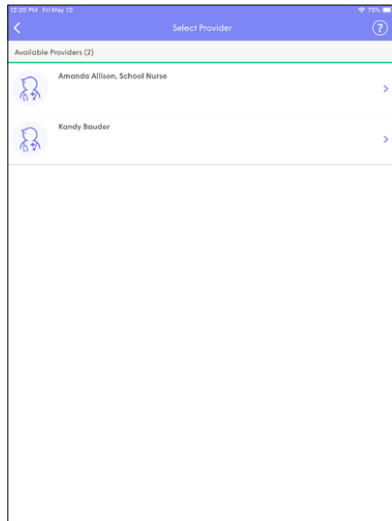 12:20 PM Fri May 10
75%
Select Provider
?
Available Providers (2)
Amanda Allison, School Nurse
Kandy Bauder